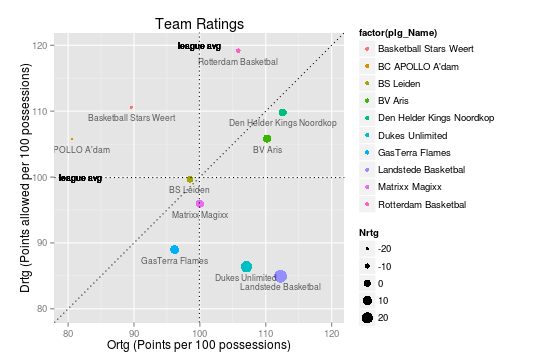 Team Ratings
Drtg (Points allowed per 100 possessions)
120
110
100
90
80
league avg
Rotterdam Basketbal
Basketball Stars Weert
Den Helder Kings Noordkop
POLLO A'dam
BV Aris
league avg
BS Leiden
Matrixx Magixx
GasTerra Flames
Dukes Unlimited
Landstede Basketbal
80
90
100
110
120
Ortg (Points per 100 possessions)
factor(plg_Name)
Basketball Stars Weert
BC APOLLO A'dam
BS Leiden
BV Aris
Den Helder Kings Noordkop
Dukes Unlimited
GasTerra Flames
Landstede Basketbal
Matrixx Magixx
Rotterdam Basketbal
Nrtg
-20
-10
0
10
20